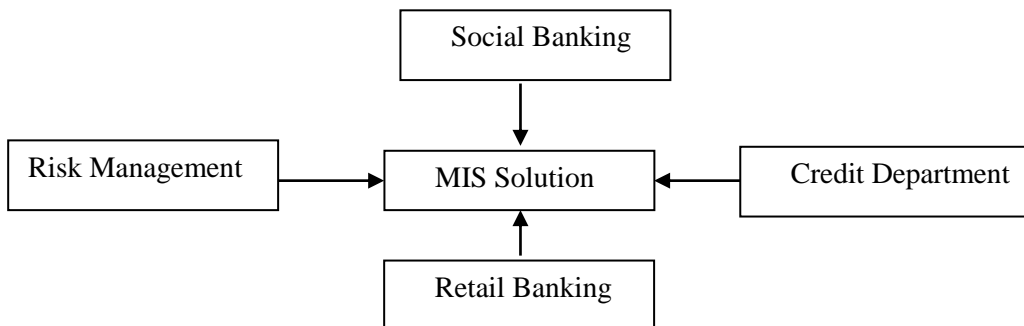 Social Banking
Risk Management
MIS Solution
Credit Department
Retail Banking